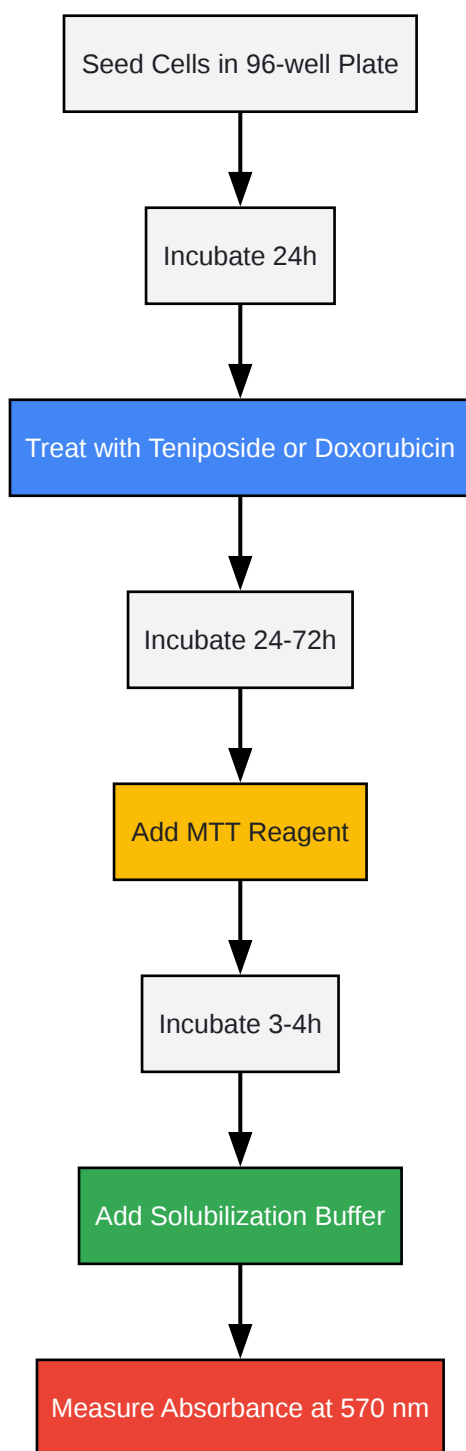 Seed Cells in 96-well Plate
Incubate 24h
Treat with Teniposide or Doxorubicin
Incubate 24-72h
Add MTT Reagent
Incubate 3-4h
Add Solubilization Buffer
Measure Absorbance at 570 nm